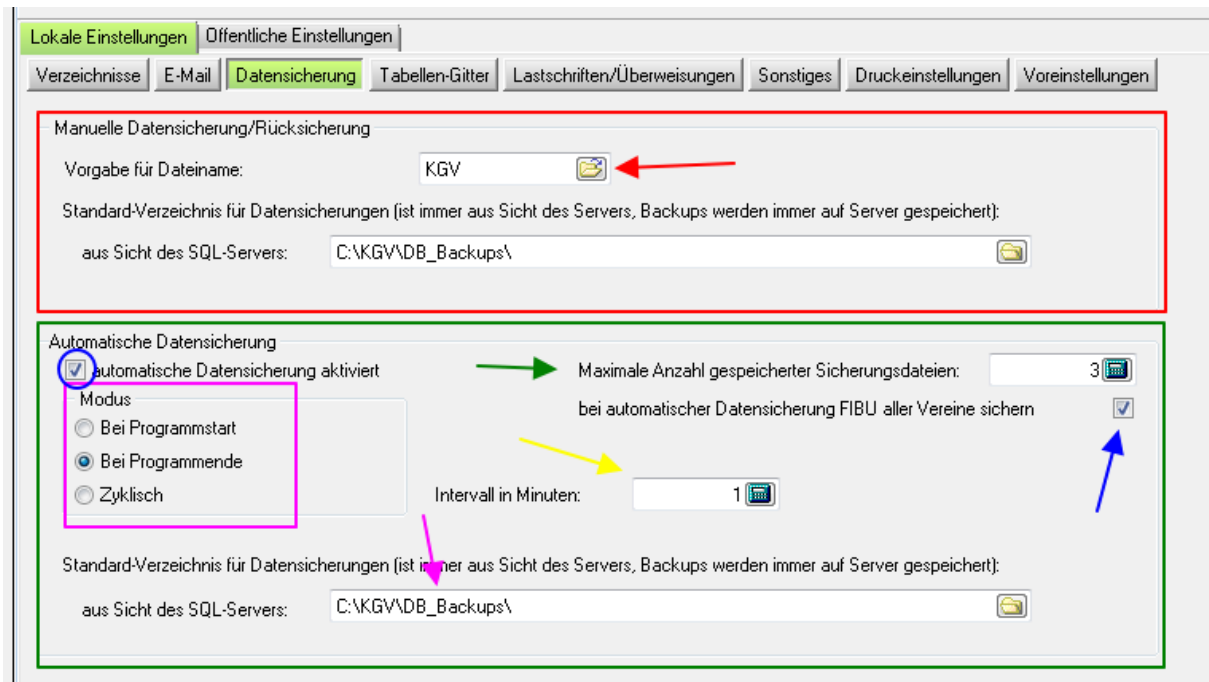 Lokale Einstellungen Öffentliche Einstellungen
Verzeichnisse E-Mail Datensicherung Tabellen-Gitter Lastschriften/Überweisungen Sonstiges Druckeinstellungen Voreinstellungen
Manuelle Datensicherung/Rücksicherung
Vorgabe für Dateiname: KGV
Standard-Verzeichnis für Datensicherungen (ist immer aus Sicht des Servers, Backups werden immer auf Server gespeichert):
aus Sicht des SQL-Servers: C:\KGV\DB_Backups\
Automatische Datensicherung
automatische Datensicherung aktiviert Maximale Anzahl gespeicherter Sicherungsdateien: 3
Modus bei automatischer Datensicherung FIBU aller Vereine sichern
Bei Programmstart
Bei Programmende
Zyklisch Intervall in Minuten: 1
Standard-Verzeichnis für Datensicherungen (ist immer aus Sicht des Servers, Backups werden immer auf Server gespeichert):
aus Sicht des SQL-Servers: C:\KGV\DB_Backups\